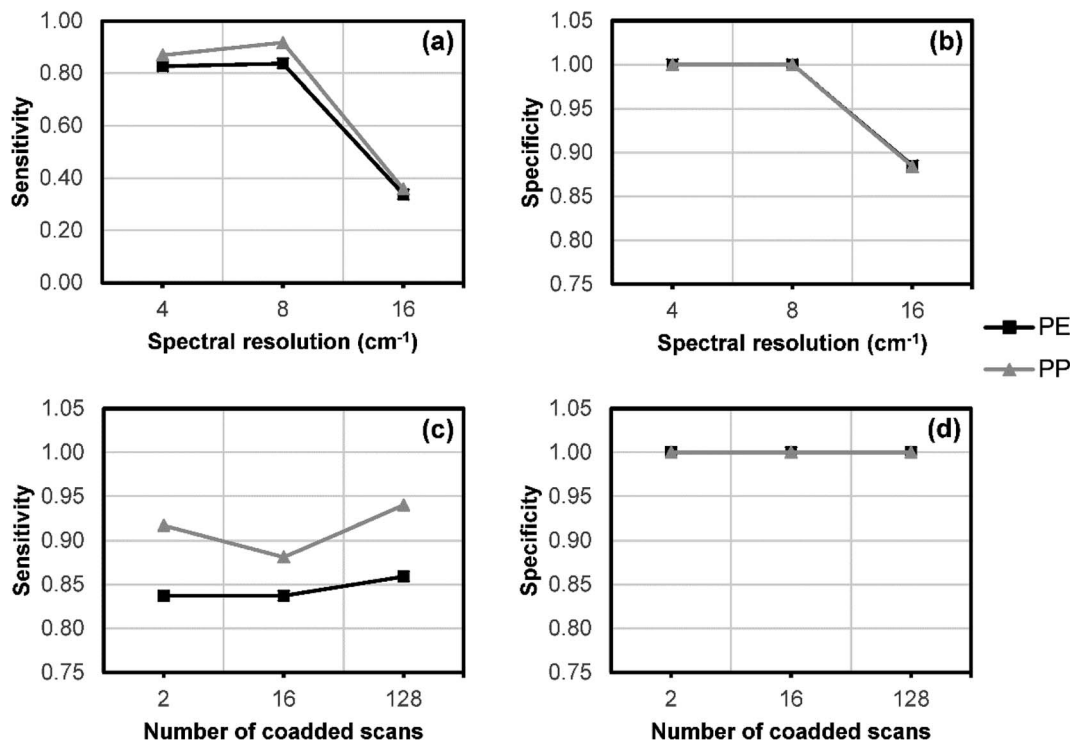 (a)
1.00
0.80
0.60
0.40
0.20
0.00
Sensitivity
4 8 16
Spectral resolution (cm-1)
(b)
1.05
1.00
0.95
0.90
0.85
0.80
0.75
Specificity
4 8 16
Spectral resolution (cm-1)
PE
PP
(c)
1.05
1.00
0.95
0.90
0.85
0.80
0.75
Sensitivity
2 16 128
Number of coadded scans
(d)
1.05
1.00
0.95
0.90
0.85
0.80
0.75
Specificity
2 16 128
Number of coadded scans